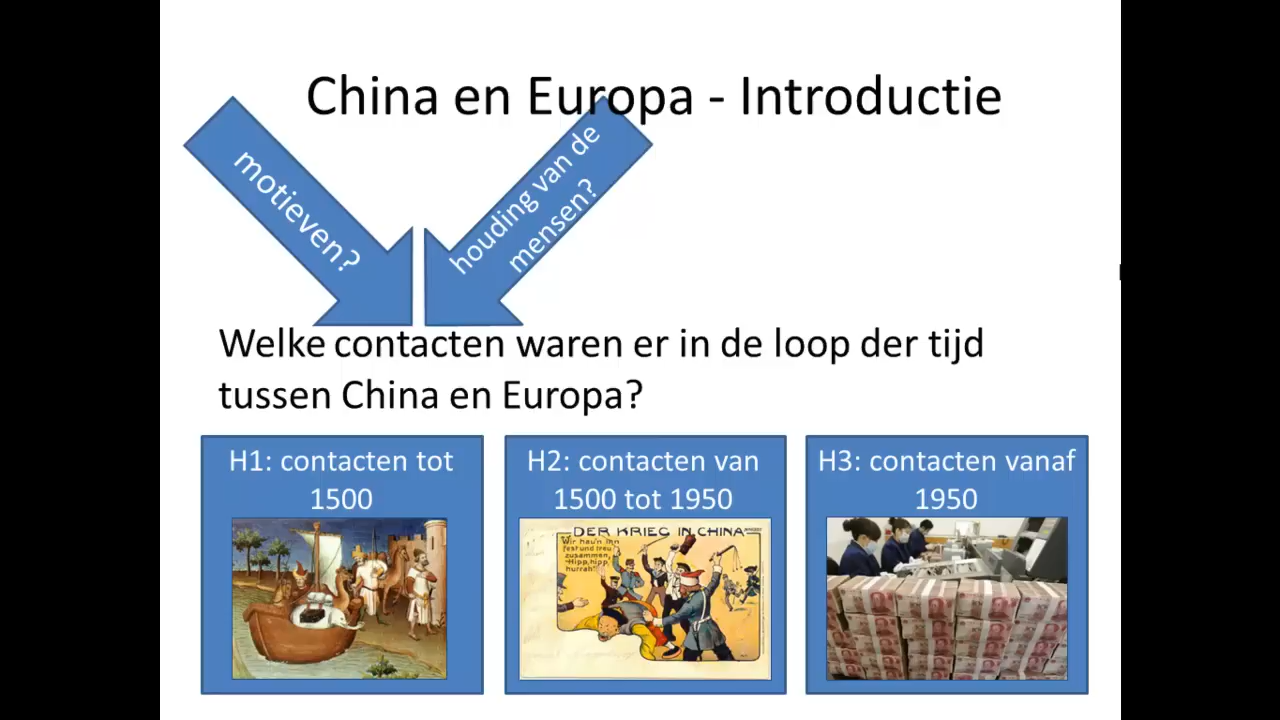 China en Europa - Introductie
motieven?
houding van de
mensen?
Welke contacten waren er in de loop der tijd
tussen China en Europa?
H1: contacten tot
1500
H2: contacten van
1500 tot 1950
H3: contacten vanaf
1950
DER KRIEG IN CHINA
Wir hau'n ihn
fest und treu
zusammen,
-Hipp, hipp,
hurrah!